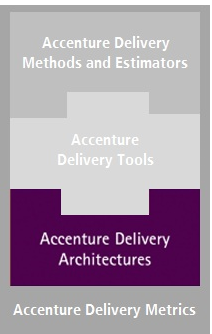 Accenture Delivery
Methods and Estimators
Accenture
Delivery Tools
Accenture Delivery
Architectures
Accenture Delivery Metrics